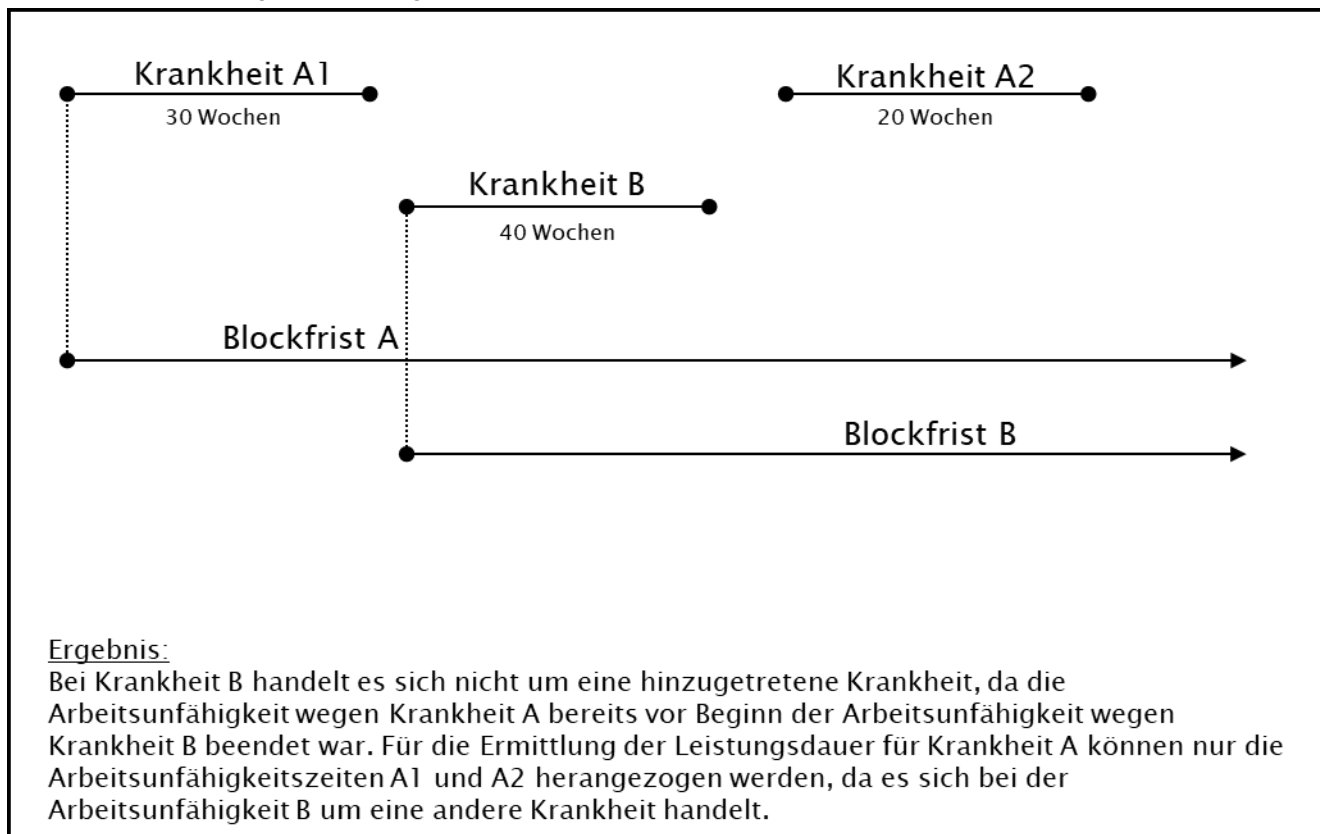 Krankheit A1
Krankheit A2
30 Wochen
20 Wochen
Krankheit B
40 Wochen
Blockfrist A
Blockfrist B
Ergebnis:
Bei Krankheit B handelt es sich nicht um eine hinzugetretene Krankheit, da die
Arbeitsunfähigkeit wegen Krankheit A bereits vor Beginn der Arbeitsunfähigkeit wegen
Krankheit B beendet war. Für die Ermittlung der Leistungsdauer für Krankheit A können nur die
Arbeitsunfähigkeitszeiten A1 und A2 herangezogen werden, da es sich bei der
Arbeitsunfähigkeit B um eine andere Krankheit handelt.